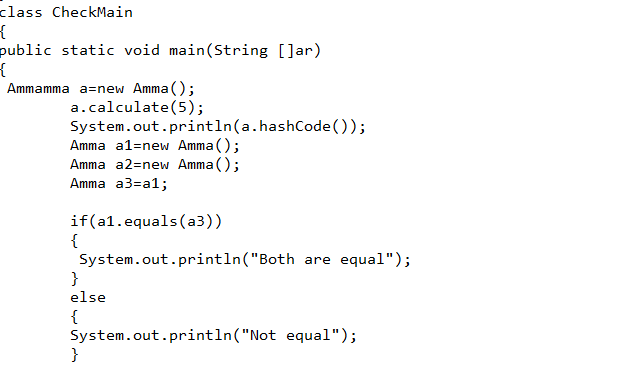 class CheckMain
{
public static void main(String []ar)
{
 Ammamma a=new Amma();
        a.calculate(5);
        System.out.println(a.hashCode());
        Amma a1=new Amma();
        Amma a2=new Amma();
        Amma a3=a1;

        if(a1.equals(a3))
        {
         System.out.println("Both are equal");
        }
        else
        {
        System.out.println("Not equal");
        }